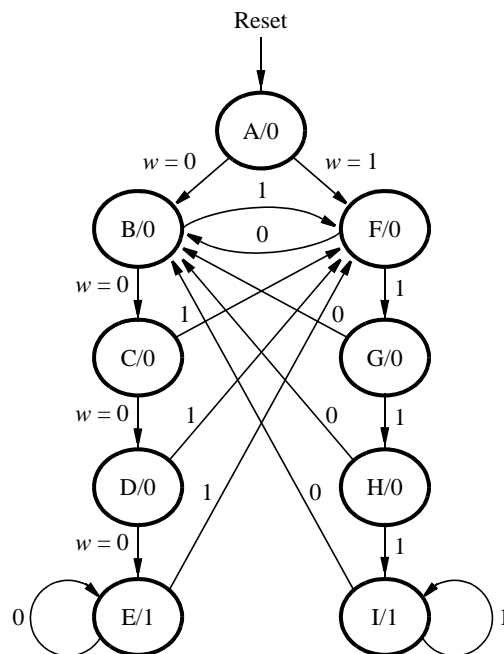 Reset
A/0
w = 0
w = 1
B/0
1
0
F/0
w = 0
1
0
1
C/0
G/0
w = 0
1
0
1
D/0
H/0
w = 0
1
0
1
0
E/1
I/1
1